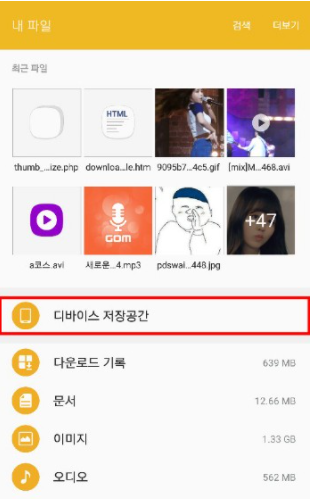 내 파일 검색 더보기
최근 파일
HTML
thumb_...ize.php downloa...le.htm 9095b7...4c5.gif [mix]M...468.avi
GOM
+47
a코스.avi 새로운...4.mp3 pdswai...448.jpg
디바이스 저장공간
다운로드 기록 639 MB
문서 12.66 MB
이미지 1.33 GB
오디오 562 MB